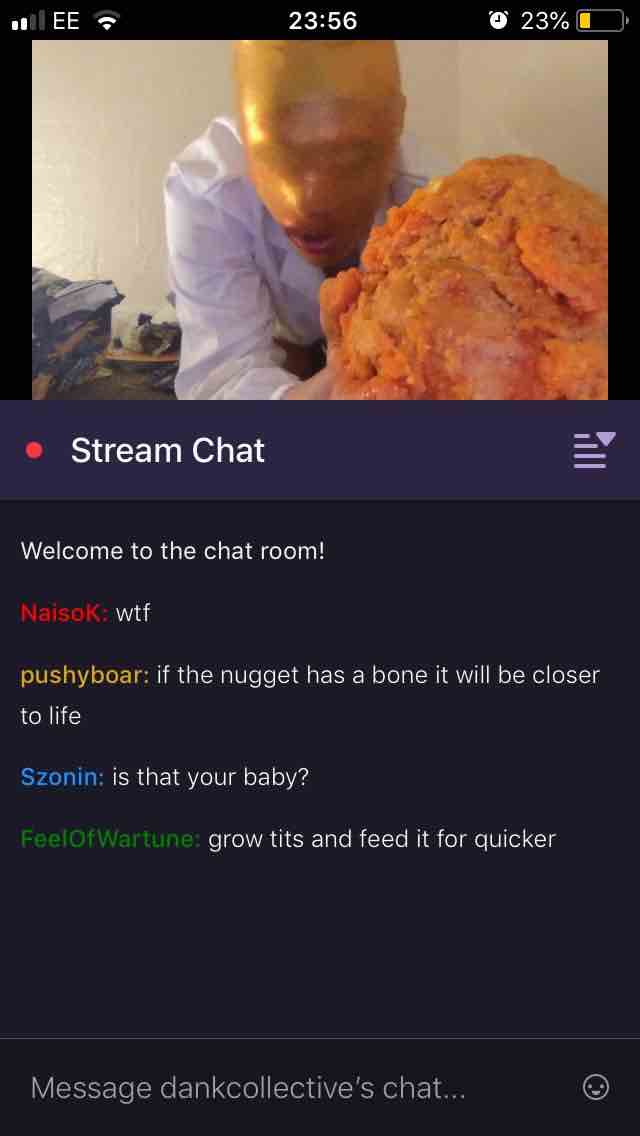 EE 23:56 23%
Stream Chat
Welcome to the chat room!
NaisoK: wtf
pushyboar: if the nugget has a bone it will be closer
to life
Szonin: is that your baby?
FeelOfWartune: grow tits and feed it for quicker
Message dankcollective’s chat...